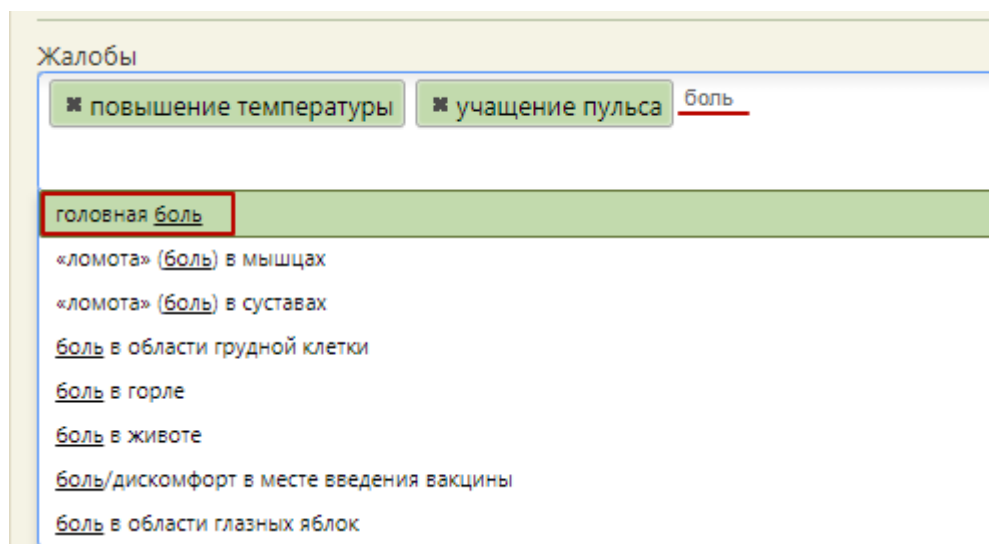 Жалобы
✖ повышение температуры ✖ учащение пульса боль
головная боль
«ломота» (боль) в мышцах
«ломота» (боль) в суставах
боль в области грудной клетки
боль в горле
боль в животе
боль/дискомфорт в месте введения вакцины
боль в области глазных яблок